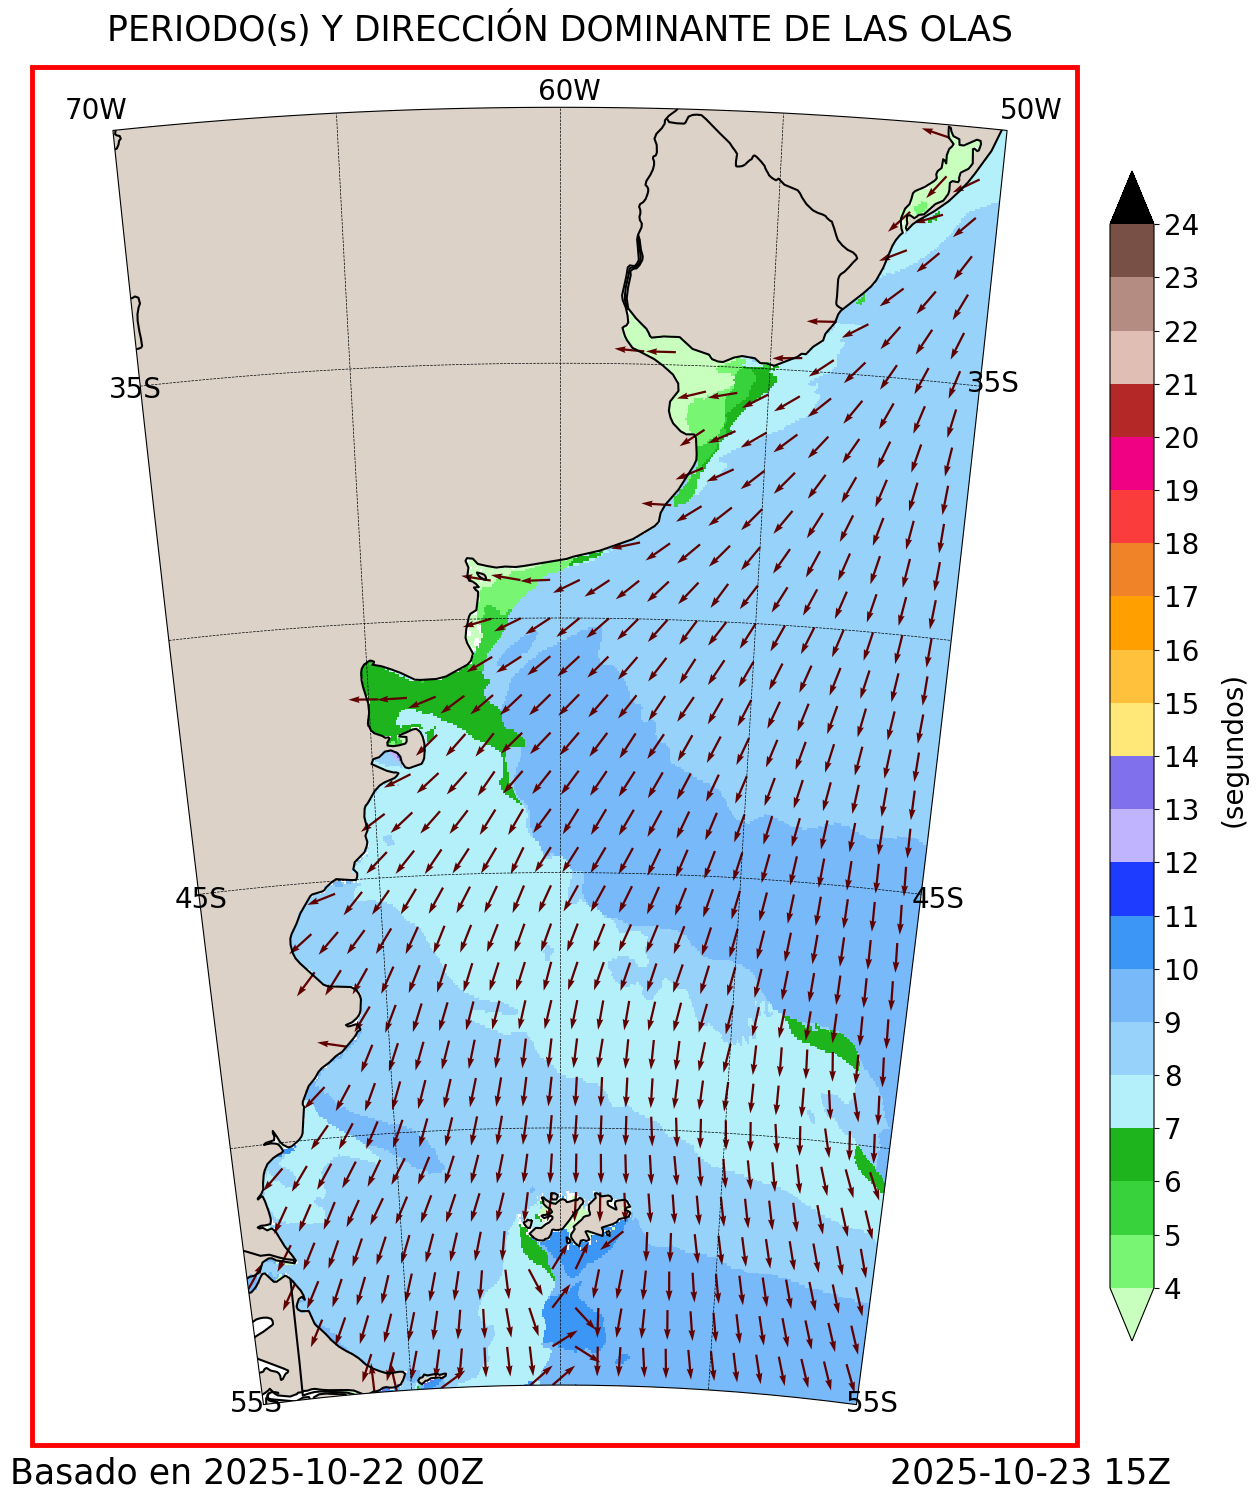 PERIODO(s) Y DIRECCIÓN DOMINANTE DE LAS OLAS
70W
60W
50W
35S
35S
45S
45S
55S
55S
24
23
22
21
20
19
18
17
16
15
14
13
12
11
10
9
8
7
6
5
4
(segundos)
Basado en 2025-10-22 00Z
2025-10-23 15Z